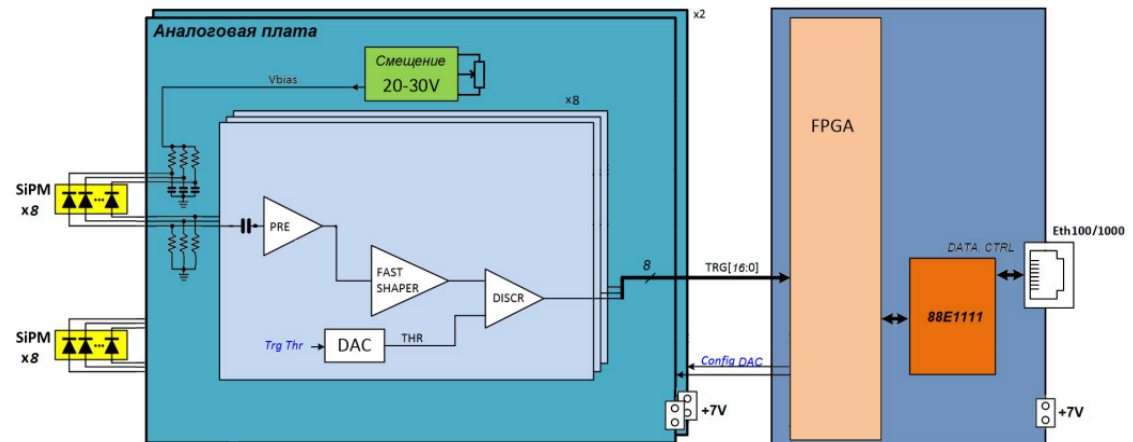 Аналоговая плата
x2
Смещение
20-30V
Vbias
x8
FPGA
SiPM
x8
PRE
Eth100/1000
DATA, CTRL
FAST
SHAPER
8
TRG[16:0]
DISCR
88E1111
SiPM
x8
Trg Thr
DAC
THR
Config DAC
+7V
+7V